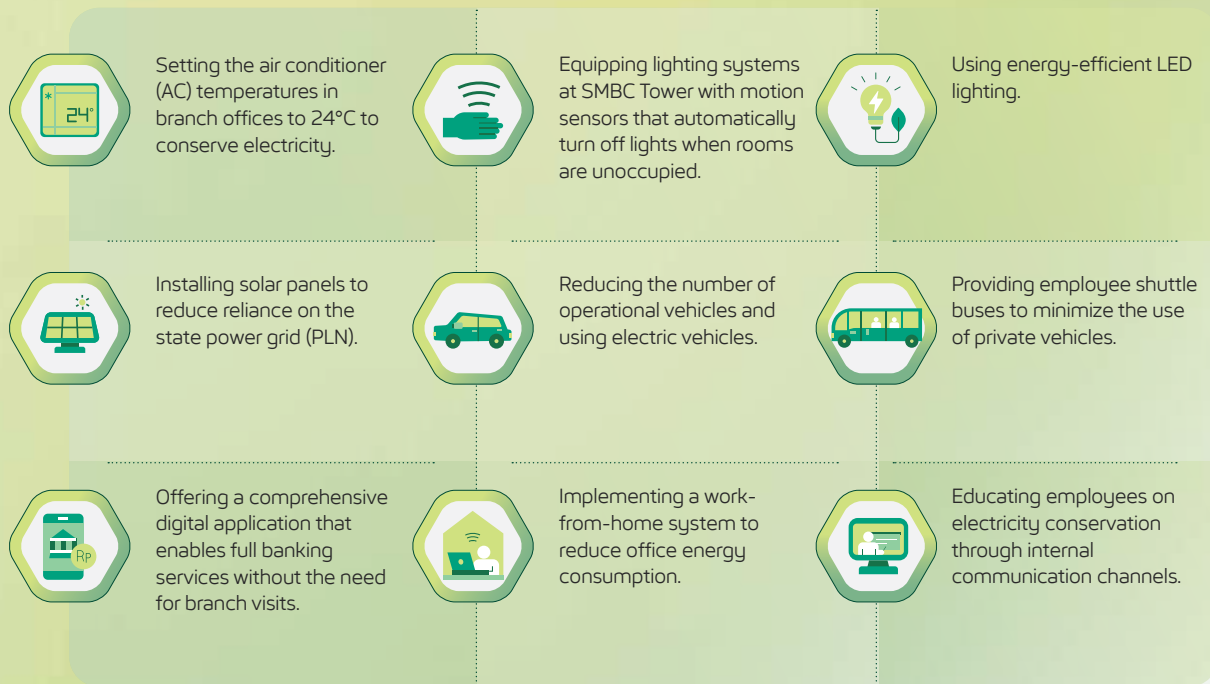 24°
Setting the air conditioner
(AC) temperatures in
branch offices to 24°C to
conserve electricity.
Equipping lighting systems
at SMBC Tower with motion
sensors that automatically
turn off lights when rooms
are unoccupied.
Using energy-efficient LED
lighting.
Installing solar panels to
reduce reliance on the
state power grid (PLN).
Reducing the number of
operational vehicles and
using electric vehicles.
Providing employee shuttle
buses to minimize the use
of private vehicles.
Rp
Offering a comprehensive
digital application that
enables full banking
services without the need
for branch visits.
Implementing a work-
from-home system to
reduce office energy
consumption.
Educating employees on
electricity conservation
through internal
communication channels.